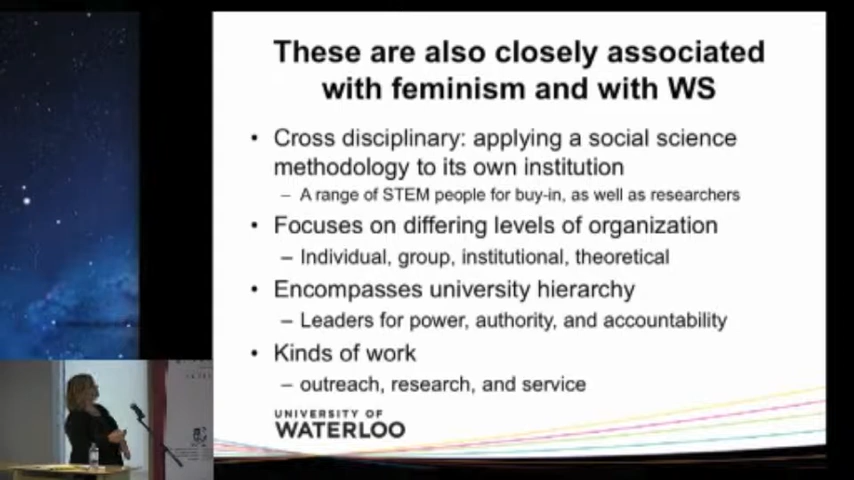 These are also closely associated
with feminism and with WS
• Cross disciplinary: applying a social science
methodology to its own institution
– A range of STEM people for buy-in, as well as researchers
• Focuses on differing levels of organization
– Individual, group, institutional, theoretical
• Encompasses university hierarchy
– Leaders for power, authority, and accountability
• Kinds of work
– outreach, research, and service
UNIVERSITY OF
WATERLOO